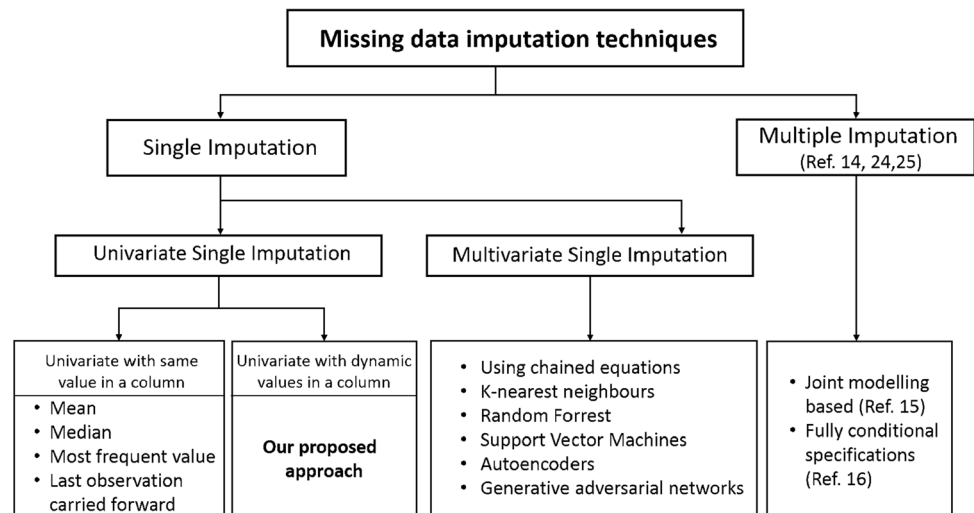 Missing data imputation techniques
Single Imputation
Multiple Imputation
(Ref. 14, 24,25)
Univariate Single Imputation
Multivariate Single Imputation
Univariate with same
value in a column
• Mean
• Median
• Most frequent value
• Last observation
carried forward
Univariate with dynamic
values in a column
Our proposed
approach
• Using chained equations
• K-nearest neighbours
• Random Forrest
• Support Vector Machines
• Autoencoders
• Generative adversarial networks
• Joint modelling
based (Ref. 15)
• Fully conditional
specifications
(Ref. 16)